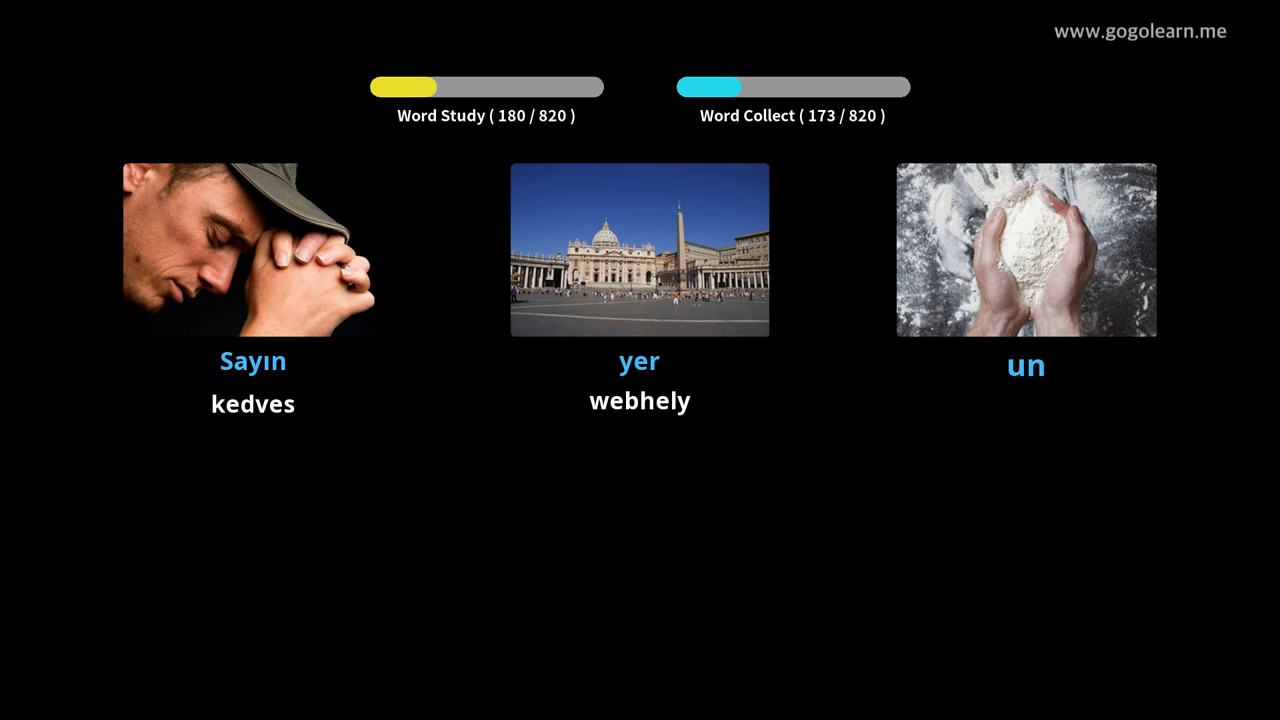 www.gogolearn.me
Word Study ( 180 / 820 )
Word Collect ( 173 / 820 )
Sayın
kedves
yer
webhely
un